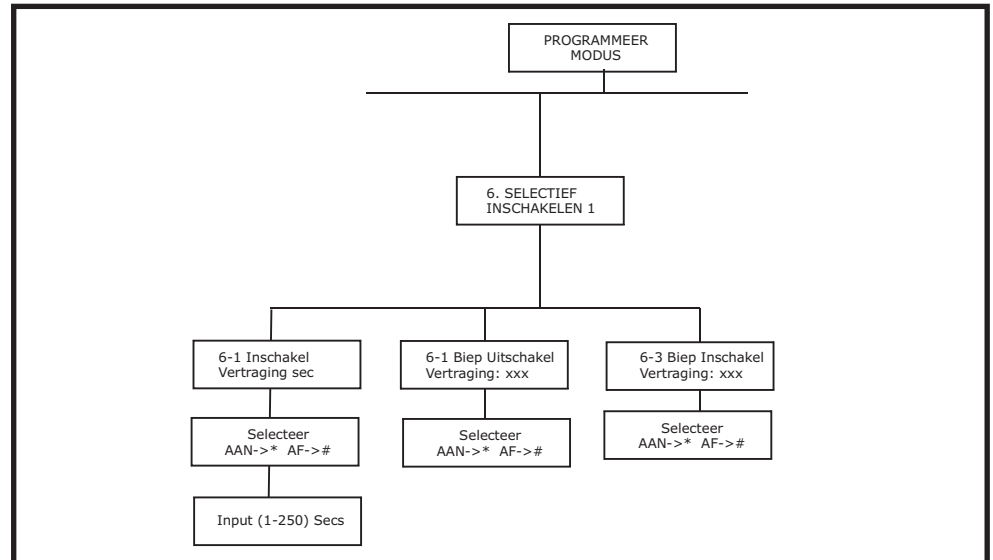 PROGRAMMEER
MODUS
6. SELECTIEF
INSCHAKELEN 1
6-1 Inschakel
Vertraging sec
6-1 Biep Uitschakel
Vertraging: xxx
6-3 Biep Inschakel
Vertraging: xxx
Selecteer
AAN->* AF->#
Selecteer
AAN->* AF->#
Selecteer
AAN->* AF->#
Input (1-250) Secs